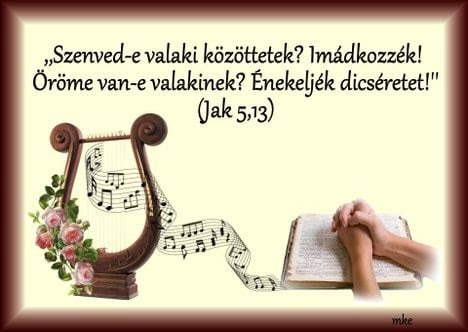 „Szenved-e valaki közöttetek? Imádkozzék!
Öröme van-e valakinek? Énekeljék dicséretet!"
(Jak 5,13)
mke